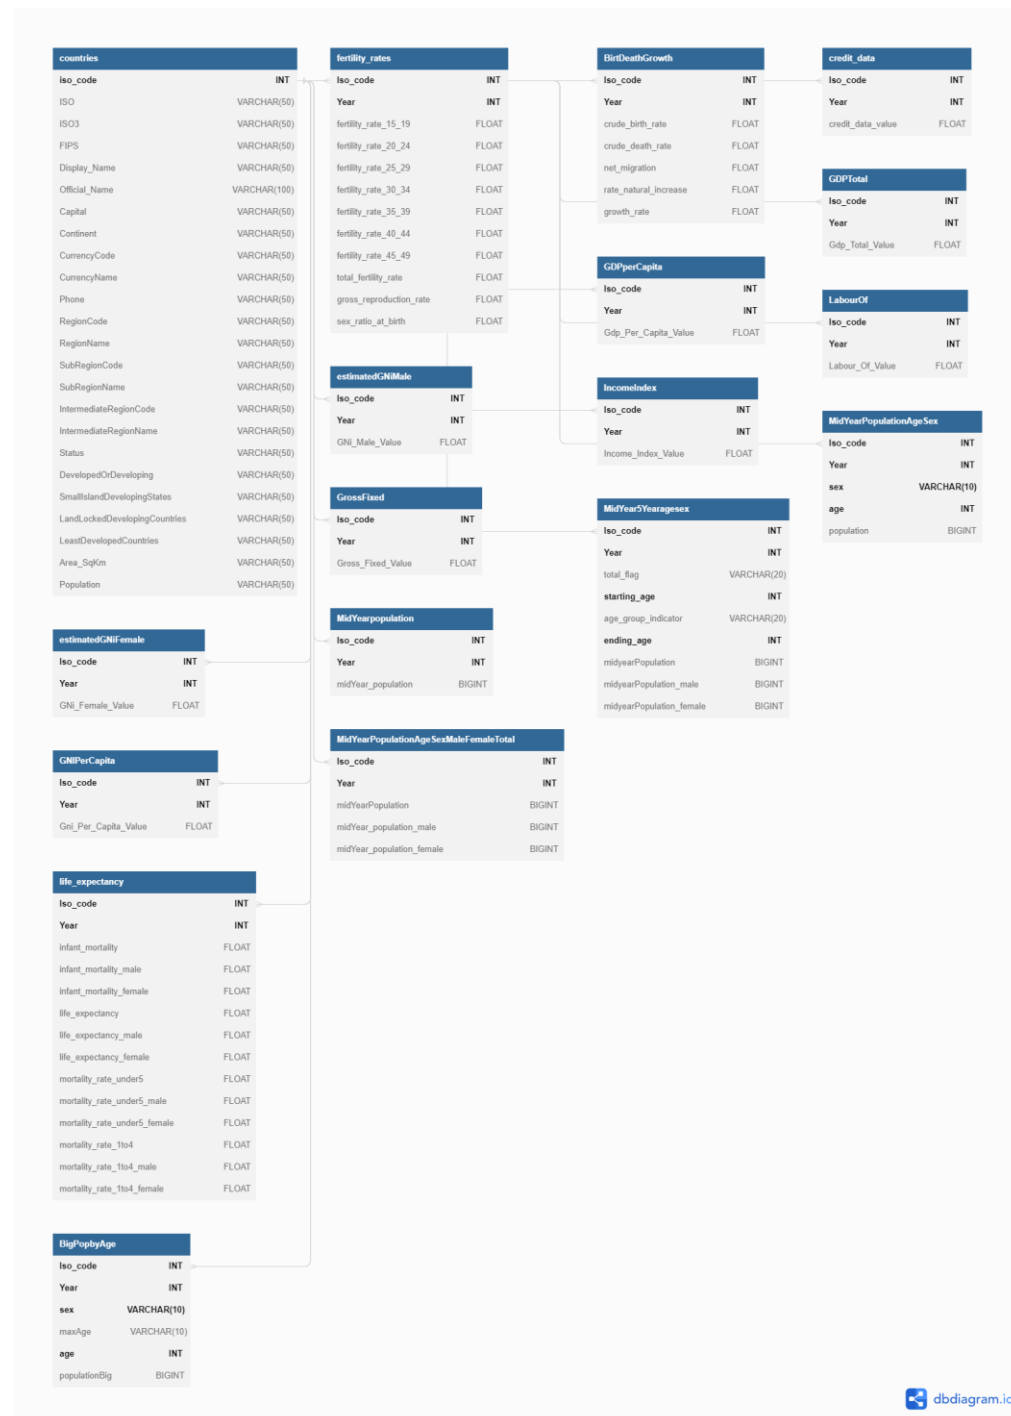 countries
iso_code INT
ISO VARCHAR(50)
ISO3 VARCHAR(50)
FIPS VARCHAR(50)
Display_Name VARCHAR(50)
Official_Name VARCHAR(100)
Capital VARCHAR(50)
Continent VARCHAR(50)
CurrencyCode VARCHAR(50)
CurrencyName VARCHAR(50)
Phone VARCHAR(50)
RegionCode VARCHAR(50)
RegionName VARCHAR(50)
SubRegionCode VARCHAR(50)
SubRegionName VARCHAR(50)
IntermediateRegionCode VARCHAR(50)
IntermediateRegionName VARCHAR(50)
Status VARCHAR(50)
DevelopedOrDeveloping VARCHAR(50)
SmallIslandDevelopingStates VARCHAR(50)
LandLockedDevelopingCountries VARCHAR(50)
LeastDevelopedCountries VARCHAR(50)
Area_SqKm VARCHAR(50)
Population VARCHAR(50)
estimatedGNiFemale
Iso_code INT
Year INT
GNi_Female_Value FLOAT
GNIPerCapita
Iso_code INT
Year INT
Gni_Per_Capita_Value FLOAT
life_expectancy
Iso_code INT
Year INT
infant_mortality FLOAT
infant_mortality_male FLOAT
infant_mortality_female FLOAT
life_expectancy FLOAT
life_expectancy_male FLOAT
life_expectancy_female FLOAT
mortality_rate_under5 FLOAT
mortality_rate_under5_male FLOAT
mortality_rate_under5_female FLOAT
mortality_rate_1to4 FLOAT
mortality_rate_1to4_male FLOAT
mortality_rate_1to4_female FLOAT
BigPopbyAge
Iso_code INT
Year INT
sex VARCHAR(10)
maxAge VARCHAR(10)
age INT
populationBig BIGINT
fertility_rates
Iso_code INT
Year INT
fertility_rate_15_19 FLOAT
fertility_rate_20_24 FLOAT
fertility_rate_25_29 FLOAT
fertility_rate_30_34 FLOAT
fertility_rate_35_39 FLOAT
fertility_rate_40_44 FLOAT
fertility_rate_45_49 FLOAT
total_fertility_rate FLOAT
gross_reproduction_rate FLOAT
sex_ratio_at_birth FLOAT
estimatedGNiMale
Iso_code INT
Year INT
GNi_Male_Value FLOAT
GrossFixed
Iso_code INT
Year INT
Gross_Fixed_Value FLOAT
MidYearpopulation
Iso_code INT
Year INT
midYear_population BIGINT
MidYearPopulationAgeSexMaleFemaleTotal
Iso_code INT
Year INT
midYearPopulation BIGINT
midYear_population_male BIGINT
midYear_population_female BIGINT
BirtDeathGrowth
Iso_code INT
Year INT
crude_birth_rate FLOAT
crude_death_rate FLOAT
net_migration FLOAT
rate_natural_increase FLOAT
growth_rate FLOAT
GDPperCapita
Iso_code INT
Year INT
Gdp_Per_Capita_Value FLOAT
IncomeIndex
Iso_code INT
Year INT
Income_Index_Value FLOAT
MidYear5Yearagesex
Iso_code INT
Year INT
total_flag VARCHAR(20)
starting_age INT
age_group_indicator VARCHAR(20)
ending_age INT
midyearPopulation BIGINT
midyearPopulation_male BIGINT
midyearPopulation_female BIGINT
credit_data
Iso_code INT
Year INT
credit_data_value FLOAT
GDPTotal
Iso_code INT
Year INT
Gdp_Total_Value FLOAT
LabourOf
Iso_code INT
Year INT
Labour_Of_Value FLOAT
MidYearPopulationAgeSex
Iso_code INT
Year INT
sex VARCHAR(10)
age INT
population BIGINT
dbdiagram.io